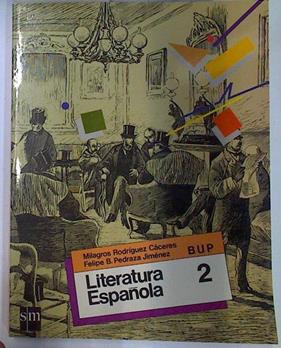 Milagros Rodríguez Cáceres
Felipe B. Pedraza Jiménez
BUP
Literatura
Española
2
sm